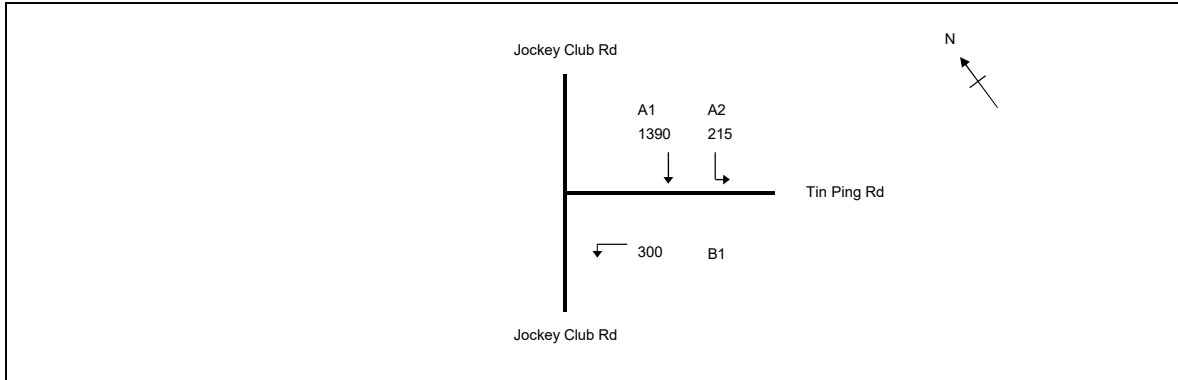 Jockey Club Rd
N
A1 A2
1390 215
Tin Ping Rd
300 B1
Jockey Club Rd